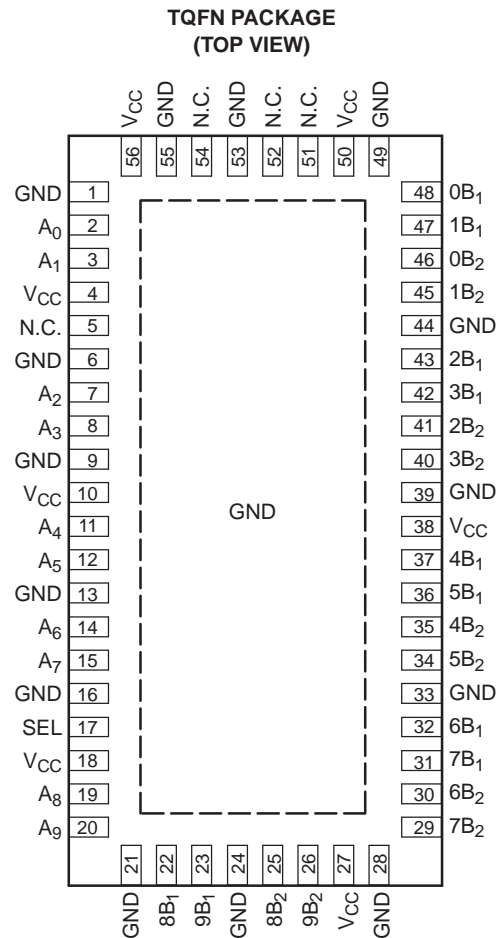 TQFN PACKAGE
(TOP VIEW)
VCC GND N.C. GND N.C. N.C. VCC GND
56 55 54 53 52 51 50 49
GND 1 48 0B1
A0 2 47 1B1
A1 3 46 0B2
VCC 4 45 1B2
N.C. 5 44 GND
GND 6 43 2B1
A2 7 42 3B1
A3 8 41 2B2
GND 9 40 3B2
VCC 10 39 GND
GND
A4 11 38 VCC
A5 12 37 4B1
GND 13 36 5B1
A6 14 35 4B2
A7 15 34 5B2
GND 16 33 GND
SEL 17 32 6B1
VCC 18 31 7B1
A8 19 30 6B2
A9 20 29 7B2
21 22 23 24 25 26 27 28
GND 8B1 9B1 GND 8B2 9B2 VCC GND